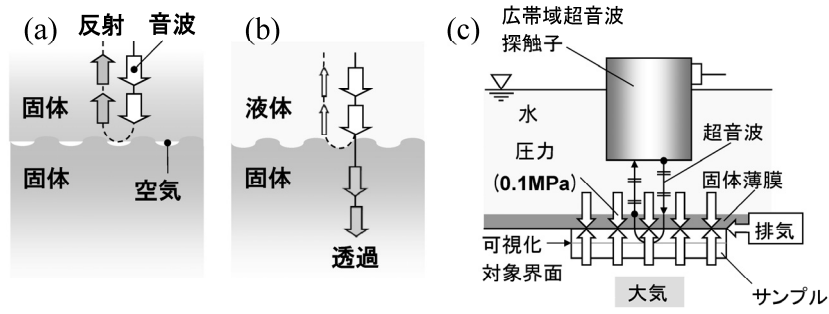 (a)
反射
音波
固体
固体
空気
(b)
液体
固体
透過
(c)
広帯域超音波
探触子
水
圧力
(0.1MPa)
超音波
固体薄膜
排気
可視化
対象界面
サンプル
大気